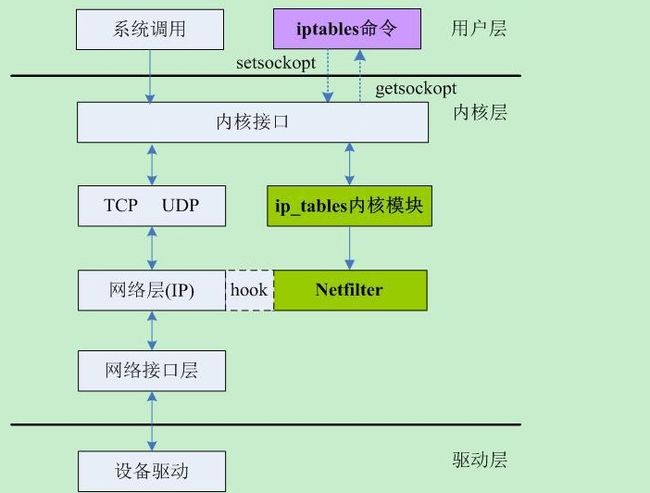 系统调用
iptables命令
用户层
setsockopt
getsockopt
内核接口
内核层
TCP UDP
ip_tables内核模块
网络层(IP)
hook
Netfilter
网络接口层
设备驱动
驱动层